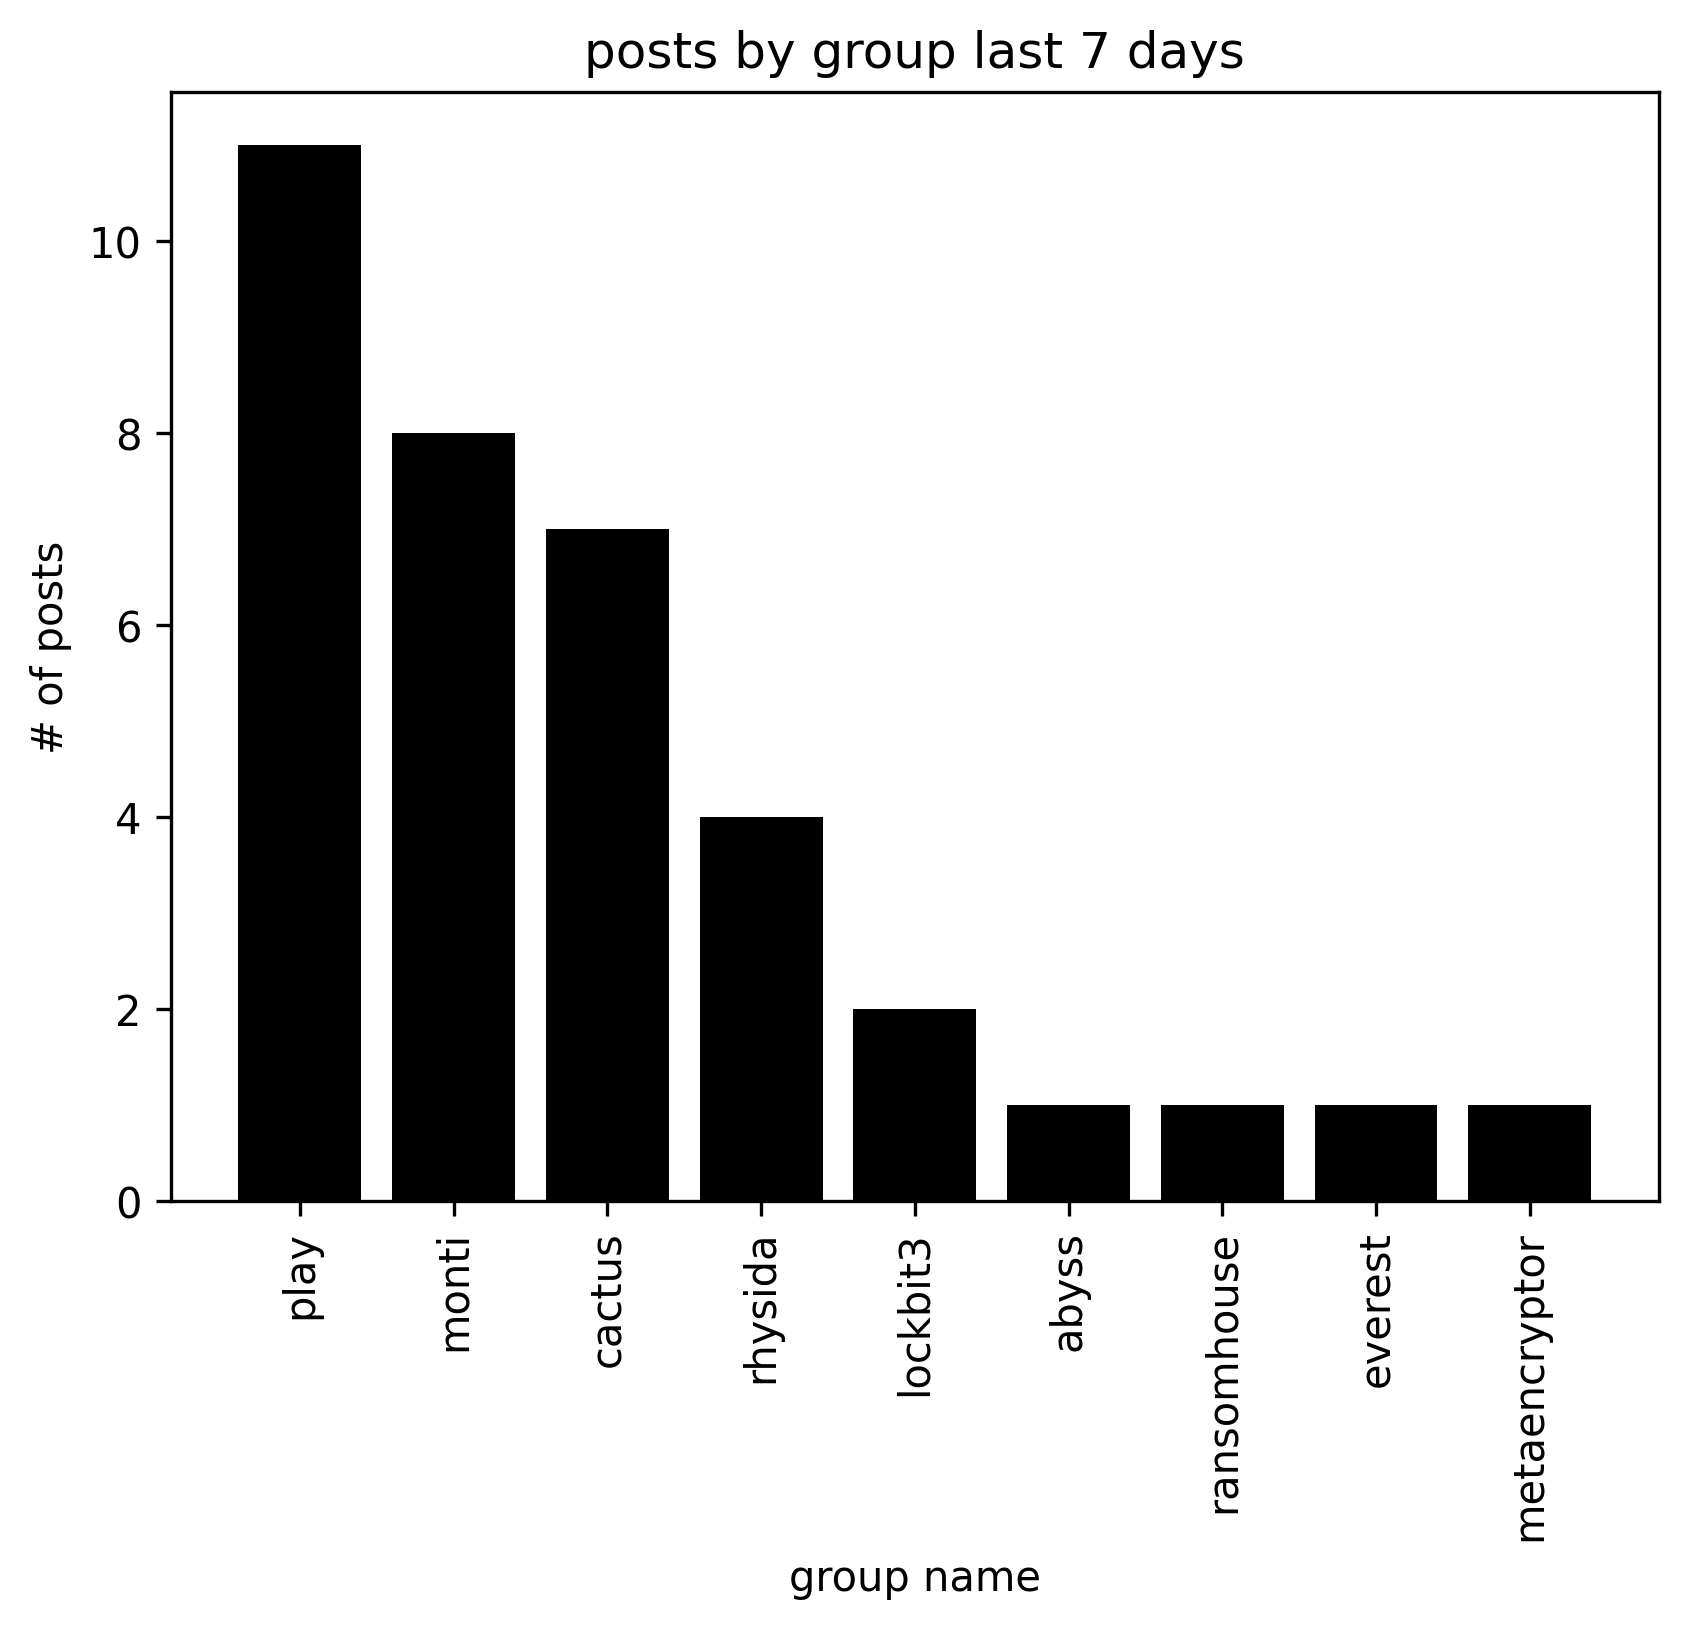 posts by group last 7 days
# of posts
10
8
6
4
2
0
play
monti
cactus
rhysida
lockbit3
abyss
ransomhouse
everest
metaencryptor
group name